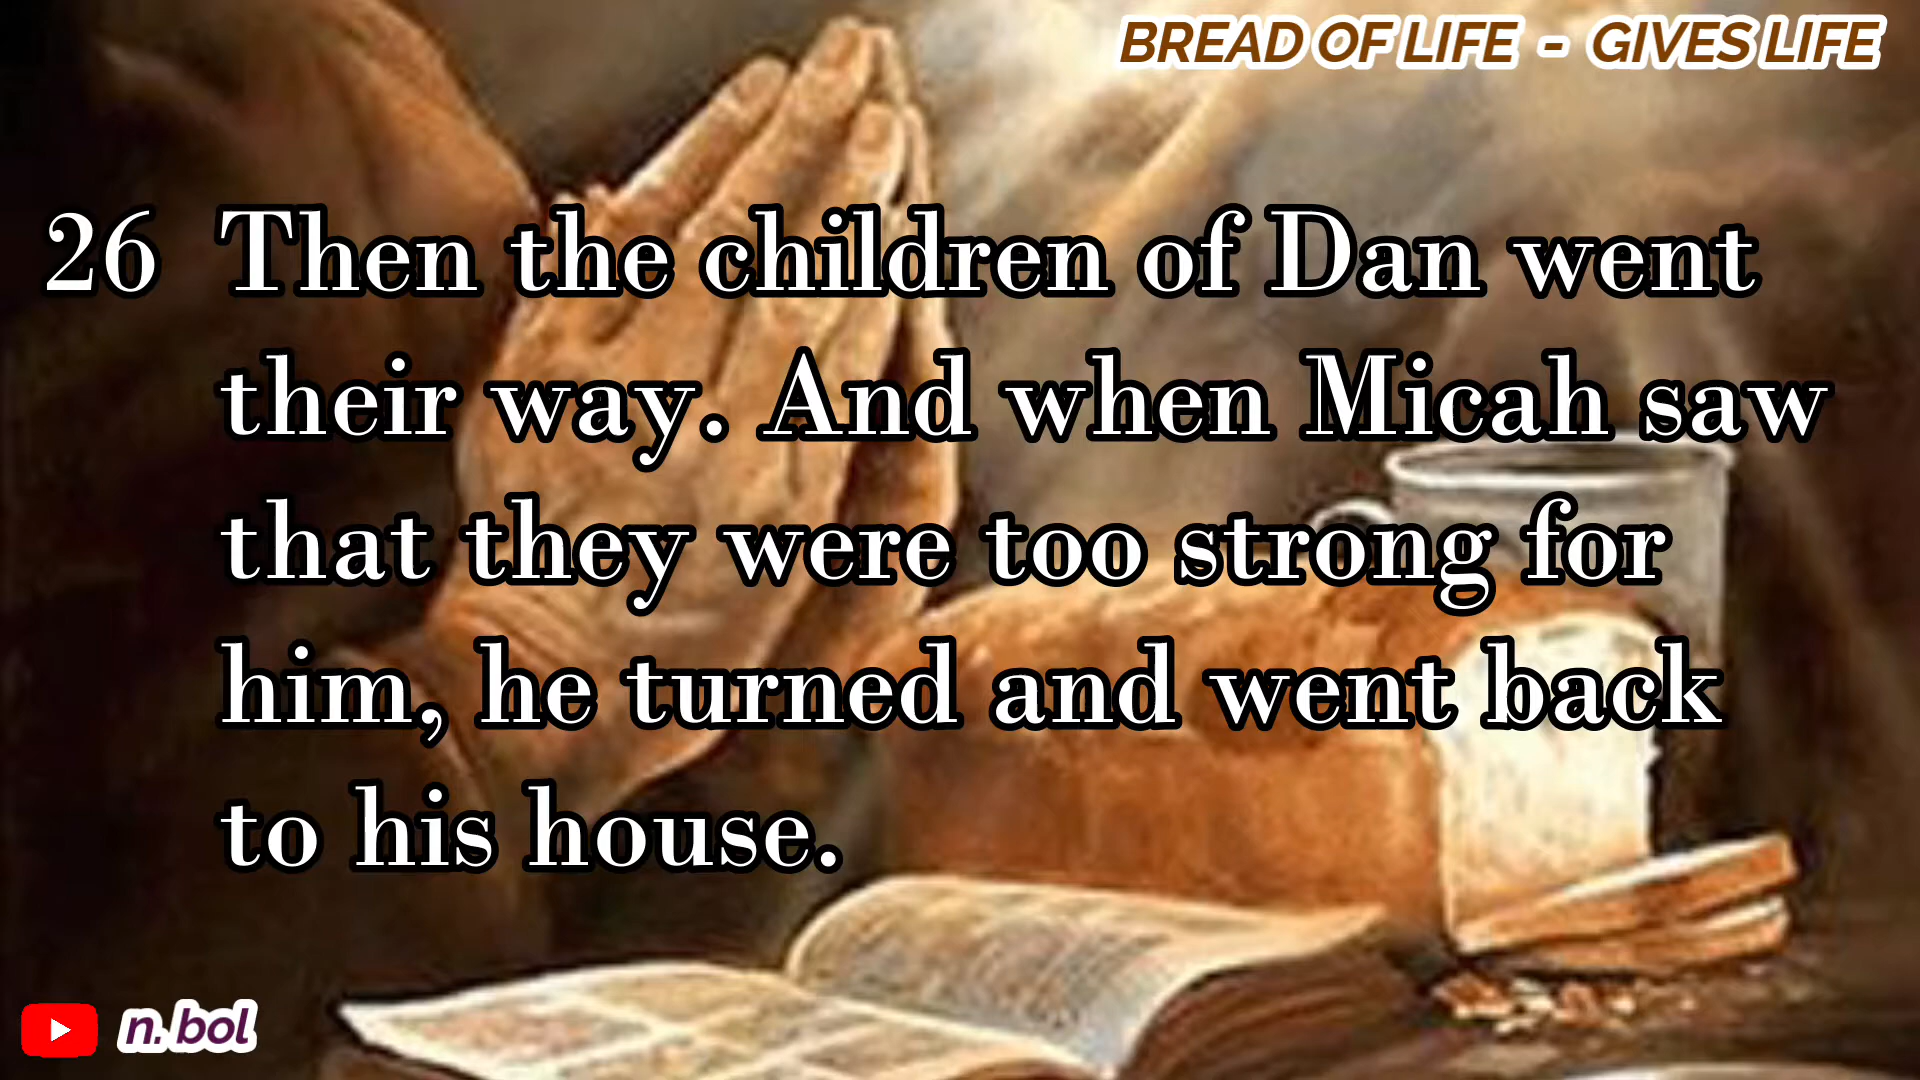 BREAD OF LIFE - GIVES LIFE
26 Then the children of Dan went
their way. And when Micah saw
that they were too strong for
him, he turned and went back
to his house.
n. bol